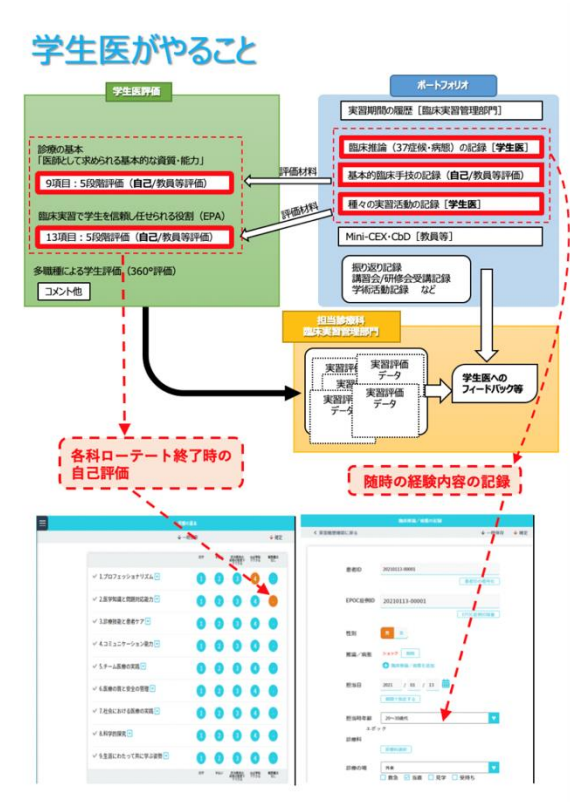 学生医がやること
学生医評価
診療の基本
「医師として求められる基本的な資質・能力」
9項目：5段階評価（自己/教員等評価）
臨床実習で学生を信頼し任せられる役割（EPA）
13項目：5段階評価（自己/教員等評価）
多職種による学生評価（360°評価）
コメント他
評価材料
評価材料
ポートフォリオ
実習期間の履歴［臨床実習管理部門］
臨床推論（37症候・病態）の記録［学生医］
基本的臨床手技の記録（自己/教員等評価）
種々の実習活動の記録［学生医］
Mini-CEX・CbD［教員等］
振り返り記録
講習会/研修会受講記録
学術活動記録　など
担当診療科
臨床実習管理部門
実習評価
データ
実習評価
データ
学生医への
フィードバック等
各科ローテート終了時の
自己評価
随時の経験内容の記録
1.プロフェッショナリズム
2.医学知識と問題対応能力
3.診療技能と患者ケア
4.コミュニケーション能力
5.チーム医療の実践
6.医療の質と安全の管理
7.社会における医療の実践
8.科学的探究
9.生涯にわたって共に学ぶ姿勢
患者ID
20210113-00001
EPOC症例ID
20210113-00001
性別
男
女
担当日
2021 / 01 / 13
担当時年齢
診療科
診療の場
外来
救急
当直
見学
受持ち